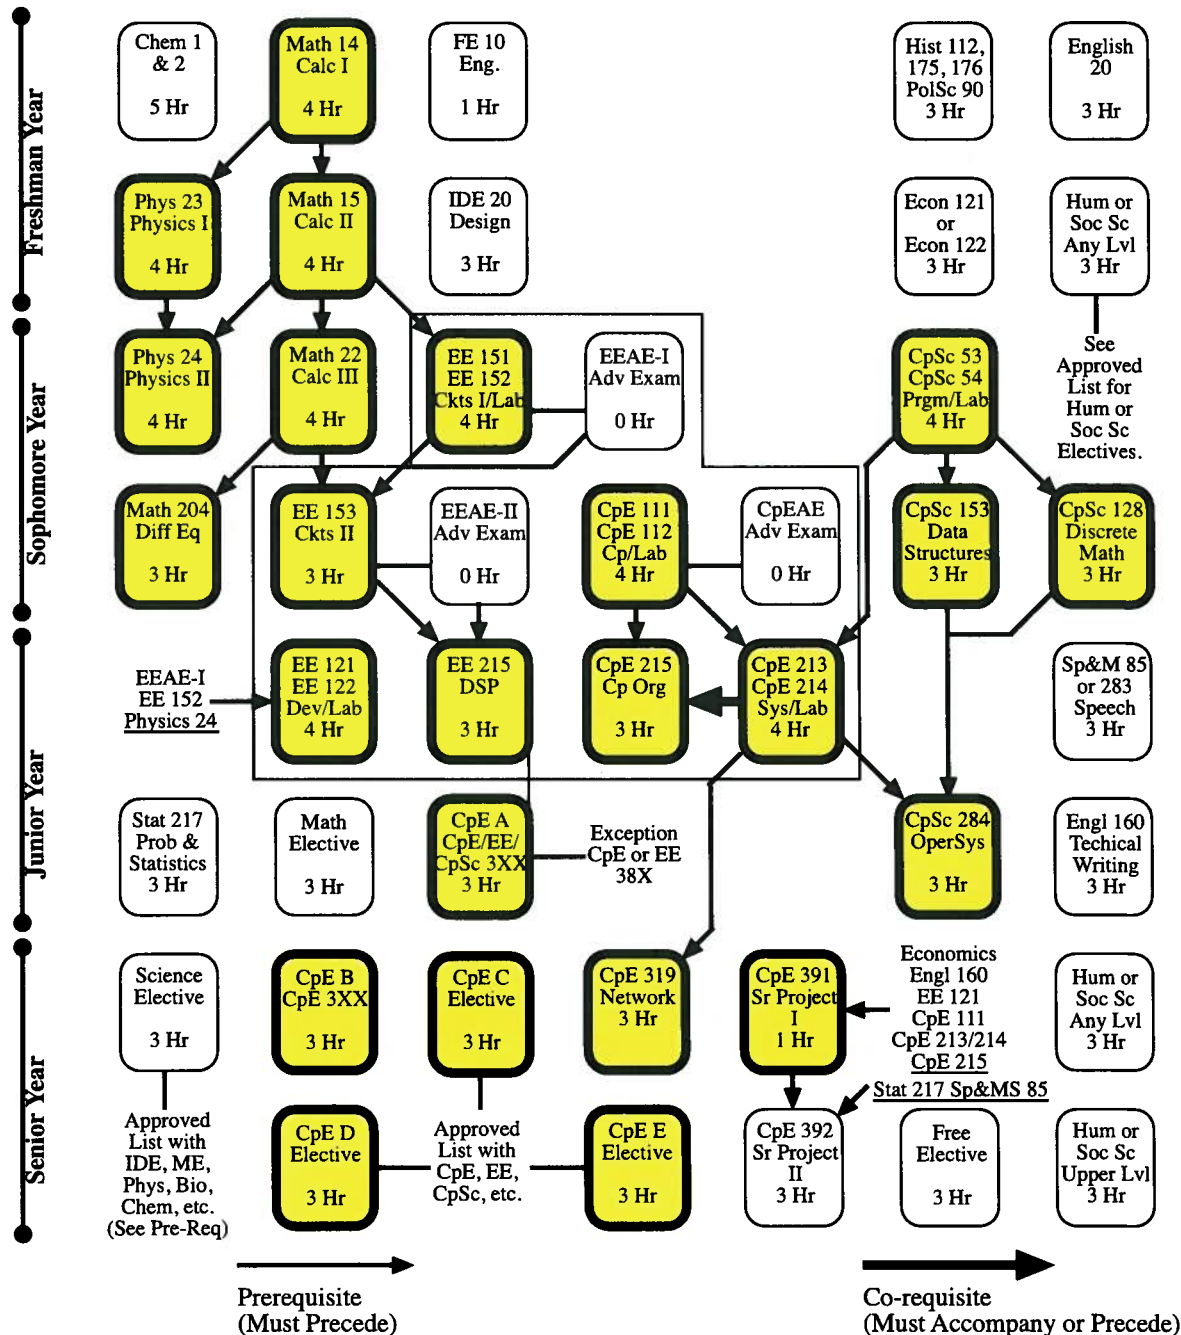 Freshman Year
Chem 1
& 2
5 Hr
Math 14
Calc I
4 Hr
FE 10
Eng.
1 Hr
Hist 112,
175, 176
PolSc 90
3 Hr
English
20
3 Hr
Phys 23
Physics I
4 Hr
Math 15
Calc II
4 Hr
IDE 20
Design
3 Hr
Econ 121
or
Econ 122
3 Hr
Hum or
Soc Sc
Any Lvl
3 Hr
Sophomore Year
Phys 24
Physics II
4 Hr
Math 22
Calc III
4 Hr
EE 151
EE 152
Ckts I/Lab
4 Hr
EEAE-I
Adv Exam
0 Hr
CpSc 53
CpSc 54
Prgm/Lab
4 Hr
See
Approved
List for
Hum or
Soc Sc
Electives.
Math 204
Diff Eq
3 Hr
EE 153
Ckts II
3 Hr
EEAE-II
Adv Exam
0 Hr
CpE 111
CpE 112
Cp/Lab
4 Hr
CpEAE
Adv Exam
0 Hr
CpSc 153
Data
Structures
3 Hr
CpSc 128
Discrete
Math
3 Hr
Junior Year
EEAE-I
EE 152
Physics 24
EE 121
EE 122
Dev/Lab
4 Hr
EE 215
DSP
3 Hr
CpE 215
Cp Org
3 Hr
CpE 213
CpE 214
Sys/Lab
4 Hr
Sp&M 85
or 283
Speech
3 Hr
Stat 217
Prob &
Statistics
3 Hr
Math
Elective
3 Hr
CpE A
CpE/EE/
CpSc 3XX
3 Hr
Exception
CpE or EE
38X
CpSc 284
OperSys
3 Hr
Engl 160
Techical
Writing
3 Hr
Senior Year
Science
Elective
3 Hr
CpE B
CpE 3XX
3 Hr
CpE C
Elective
3 Hr
CpE 319
Network
3 Hr
CpE 391
Sr Project
I
1 Hr
Economics
Engl 160
EE 121
CpE 111
CpE 213/214
CpE 215
Stat 217 Sp&MS 85
Hum or
Soc Sc
Any Lvl
3 Hr
Approved
List with
IDE, ME,
Phys, Bio,
Chem, etc.
(See Pre-Req)
CpE D
Elective
3 Hr
Approved
List with
CpE, EE,
CpSc, etc.
CpE E
Elective
3 Hr
CpE 392
Sr Project
II
3 Hr
Free
Elective
3 Hr
Hum or
Soc Sc
Upper Lvl
3 Hr
Prerequisite
(Must Precede)
Co-requisite
(Must Accompany or Precede)